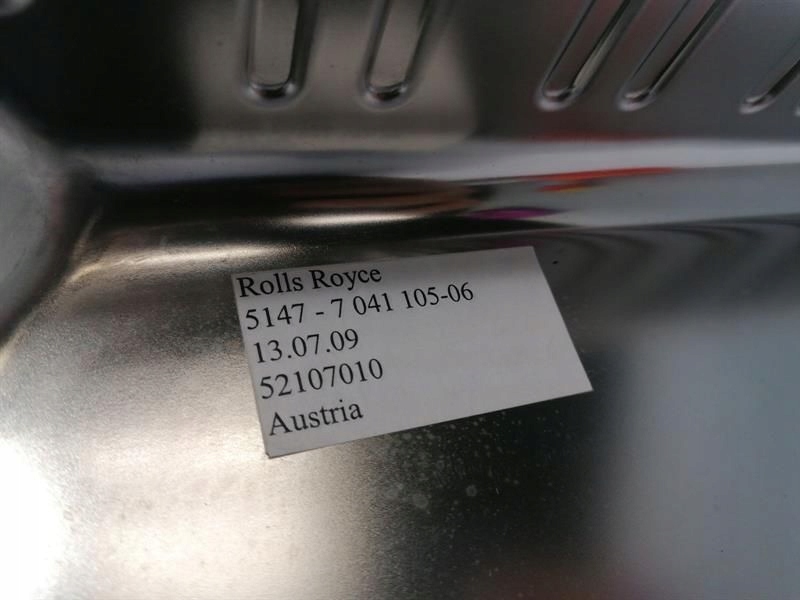 Rolls Royce
5147 - 7 041 105-06
13.07.09
52107010
Austria